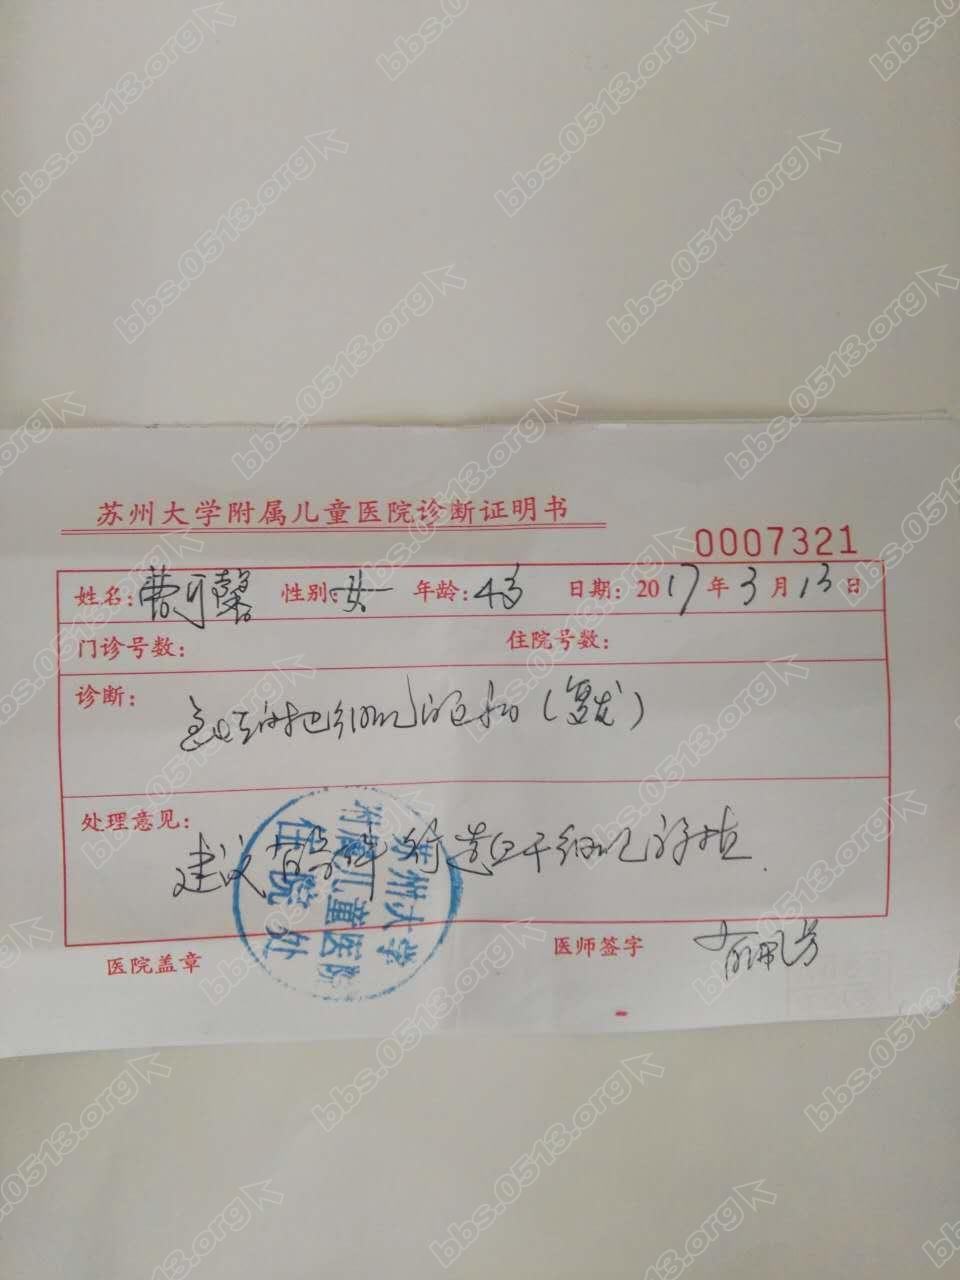 苏州大学附属儿童医院诊断证明书
0007321
姓名: 曹可馨 性别: 女 年龄: 4岁 日期: 2017年3月13日
门诊号数: 住院号数:
诊断:
急性淋巴细胞白血病（复发）
处理意见:
建议 行造血干细胞移植.
苏州大学
附属儿童医院
住院处
医院盖章 医师签字
bbs.0513.org